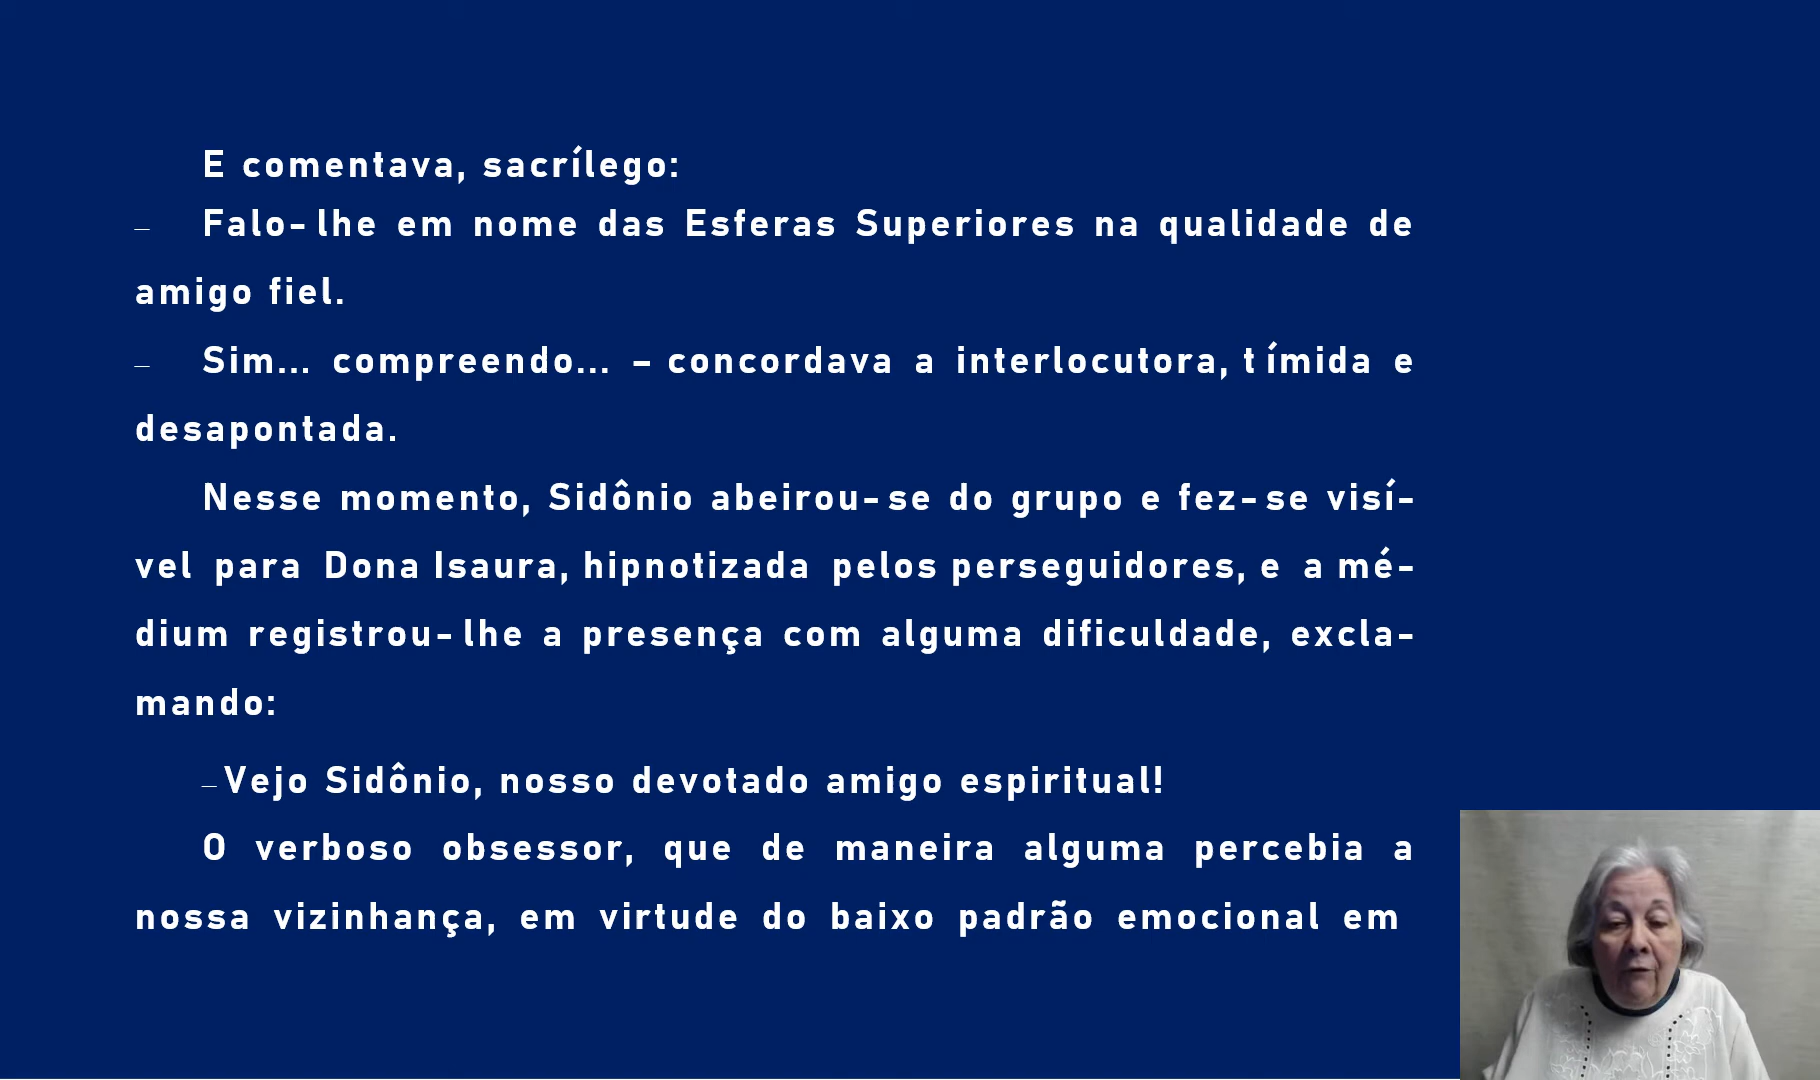 E comentava, sacrílego:
– Falo-lhe em nome das Esferas Superiores na qualidade de
amigo fiel.
– Sim... compreendo... – concordava a interlocutora, tímida e
desapontada.
Nesse momento, Sidônio abeirou-se do grupo e fez-se visí-
vel para Dona Isaura, hipnotizada pelos perseguidores, e a mé-
dium registrou-lhe a presença com alguma dificuldade, excla-
mando:
–Vejo Sidônio, nosso devotado amigo espiritual!
O verboso obsessor, que de maneira alguma percebia a
nossa vizinhança, em virtude do baixo padrão emocional em